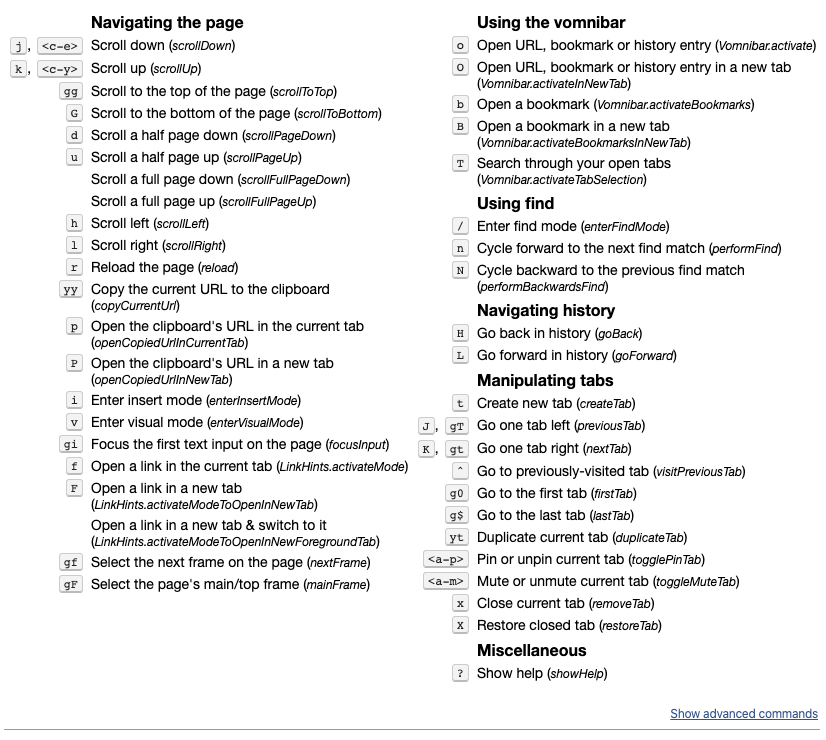 Navigating the page
j, <c-e> Scroll down (scrollDown)
k, <c-y> Scroll up (scrollUp)
gg Scroll to the top of the page (scrollToTop)
G Scroll to the bottom of the page (scrollToBottom)
d Scroll a half page down (scrollPageDown)
u Scroll a half page up (scrollPageUp)
Scroll a full page down (scrollFullPageDown)
Scroll a full page up (scrollFullPageUp)
h Scroll left (scrollLeft)
l Scroll right (scrollRight)
r Reload the page (reload)
yy Copy the current URL to the clipboard
(copyCurrentUrl)
p Open the clipboard's URL in the current tab
(openCopiedUrlInCurrentTab)
P Open the clipboard's URL in a new tab
(openCopiedUrlInNewTab)
i Enter insert mode (enterInsertMode)
v Enter visual mode (enterVisualMode)
gi Focus the first text input on the page (focusInput)
f Open a link in the current tab (LinkHints.activateMode)
F Open a link in a new tab
(LinkHints.activateModeToOpenInNewTab)
Open a link in a new tab & switch to it
(LinkHints.activateModeToOpenInNewForegroundTab)
gf Select the next frame on the page (nextFrame)
gF Select the page's main/top frame (mainFrame)
Using the vomnibar
o Open URL, bookmark or history entry (Vomnibar.activate)
O Open URL, bookmark or history entry in a new tab
(Vomnibar.activateInNewTab)
b Open a bookmark (Vomnibar.activateBookmarks)
B Open a bookmark in a new tab
(Vomnibar.activateBookmarksInNewTab)
T Search through your open tabs
(Vomnibar.activateTabSelection)
Using find
/ Enter find mode (enterFindMode)
n Cycle forward to the next find match (performFind)
N Cycle backward to the previous find match
(performBackwardsFind)
Navigating history
H Go back in history (goBack)
L Go forward in history (goForward)
Manipulating tabs
t Create new tab (createTab)
J, gT Go one tab left (previousTab)
K, gt Go one tab right (nextTab)
^ Go to previously-visited tab (visitPreviousTab)
g0 Go to the first tab (firstTab)
g$ Go to the last tab (lastTab)
yt Duplicate current tab (duplicateTab)
<a-p> Pin or unpin current tab (togglePinTab)
<a-m> Mute or unmute current tab (toggleMuteTab)
x Close current tab (removeTab)
X Restore closed tab (restoreTab)
Miscellaneous
? Show help (showHelp)
Show advanced commands